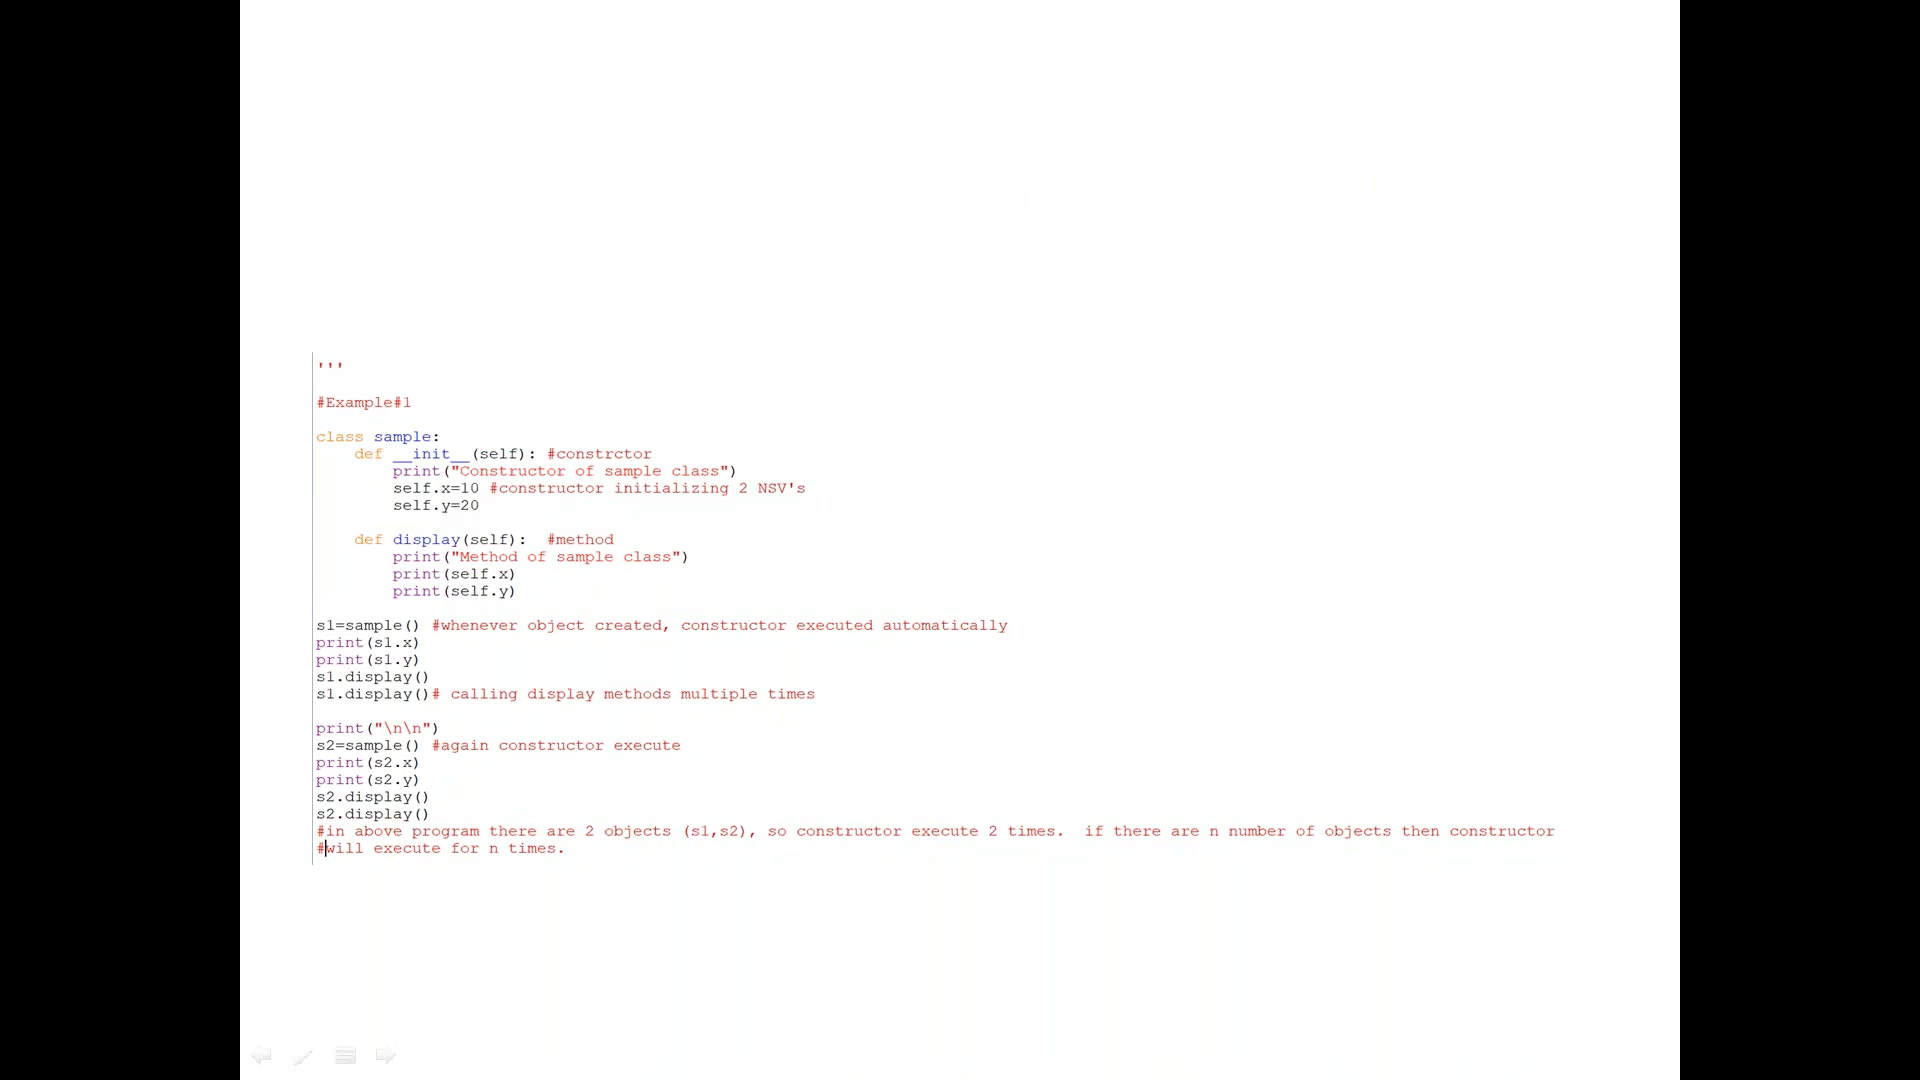 '''
#Example#1
class sample:
    def __init__(self): #constrctor
        print("Constructor of sample class")
        self.x=10 #constructor initializing 2 NSV's
        self.y=20
    def display(self):  #method
        print("Method of sample class")
        print(self.x)
        print(self.y)
s1=sample() #whenever object created, constructor executed automatically
print(s1.x)
print(s1.y)
s1.display()
s1.display()# calling display methods multiple times
print("\n\n")
s2=sample() #again constructor execute
print(s2.x)
print(s2.y)
s2.display()
s2.display()
#in above program there are 2 objects (s1,s2), so constructor execute 2 times.  if there are n number of objects then constructor
#will execute for n times.